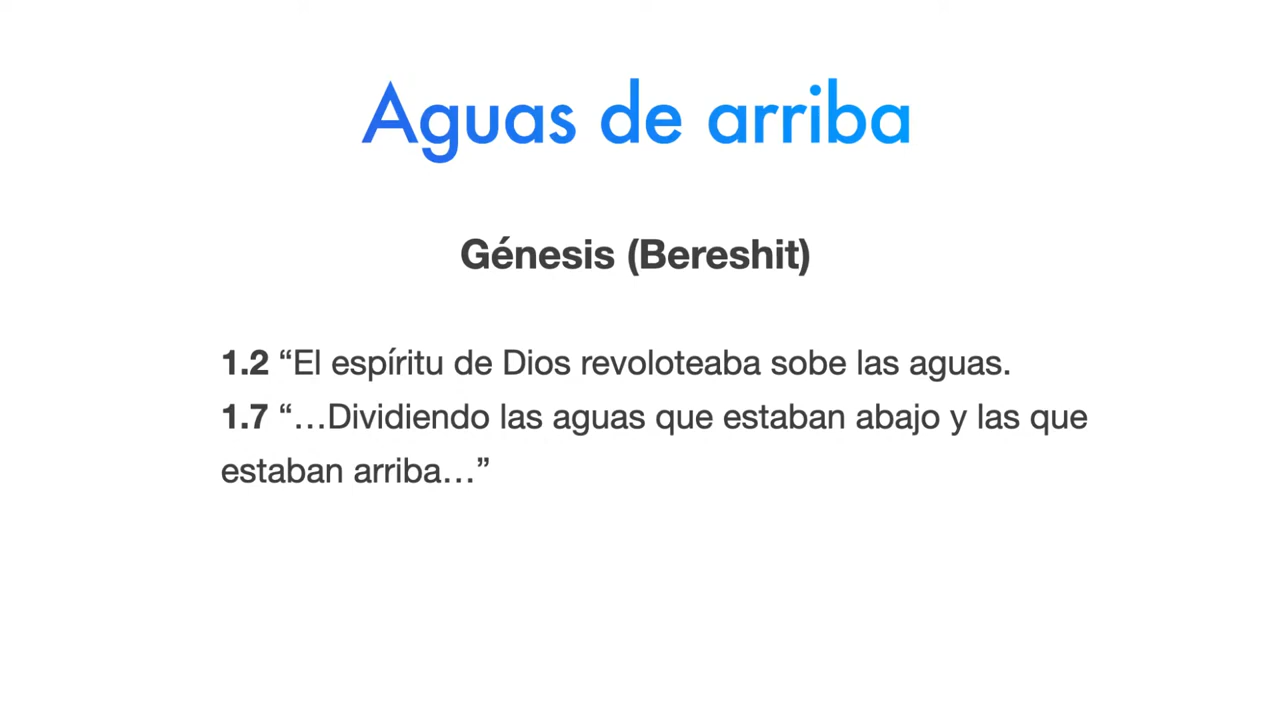 Aguas de arriba
Génesis (Bereshit)
1.2 “El espíritu de Dios revoloteaba sobe las aguas.
1.7 “…Dividiendo las aguas que estaban abajo y las que
estaban arriba…”